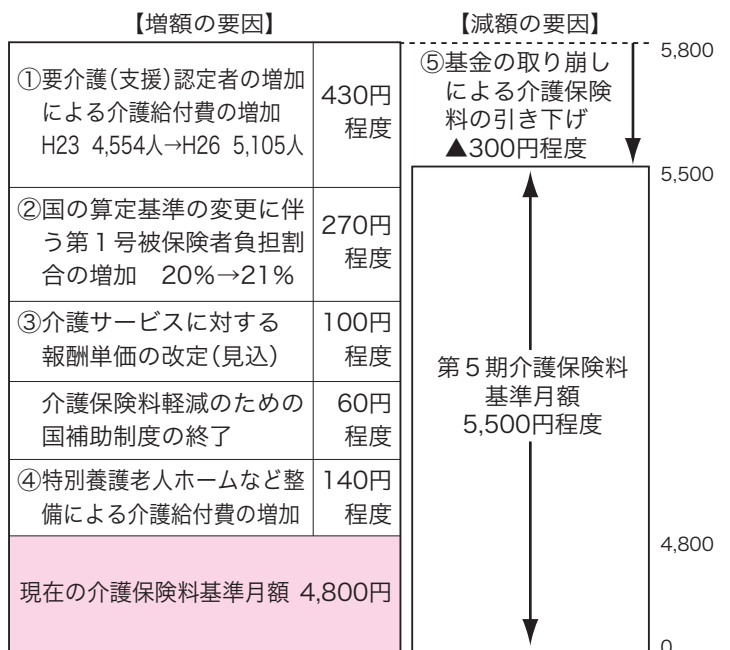 【増額の要因】
①要介護(支援)認定者の増加
による介護給付費の増加
H23 4,554人→H26 5,105人
430円
程度
②国の算定基準の変更に伴
う第1号被保険者負担割
合の増加　20%→21%
270円
程度
③介護サービスに対する
報酬単価の改定(見込)
100円
程度
介護保険料軽減のための
国補助制度の終了
60円
程度
④特別養護老人ホームなど整
備による介護給付費の増加
140円
程度
現在の介護保険料基準月額 4,800円
【減額の要因】
⑤基金の取り崩し
による介護保険
料の引き下げ
▲300円程度
第5期介護保険料
基準月額
5,500円程度
5,800
5,500
4,800
0